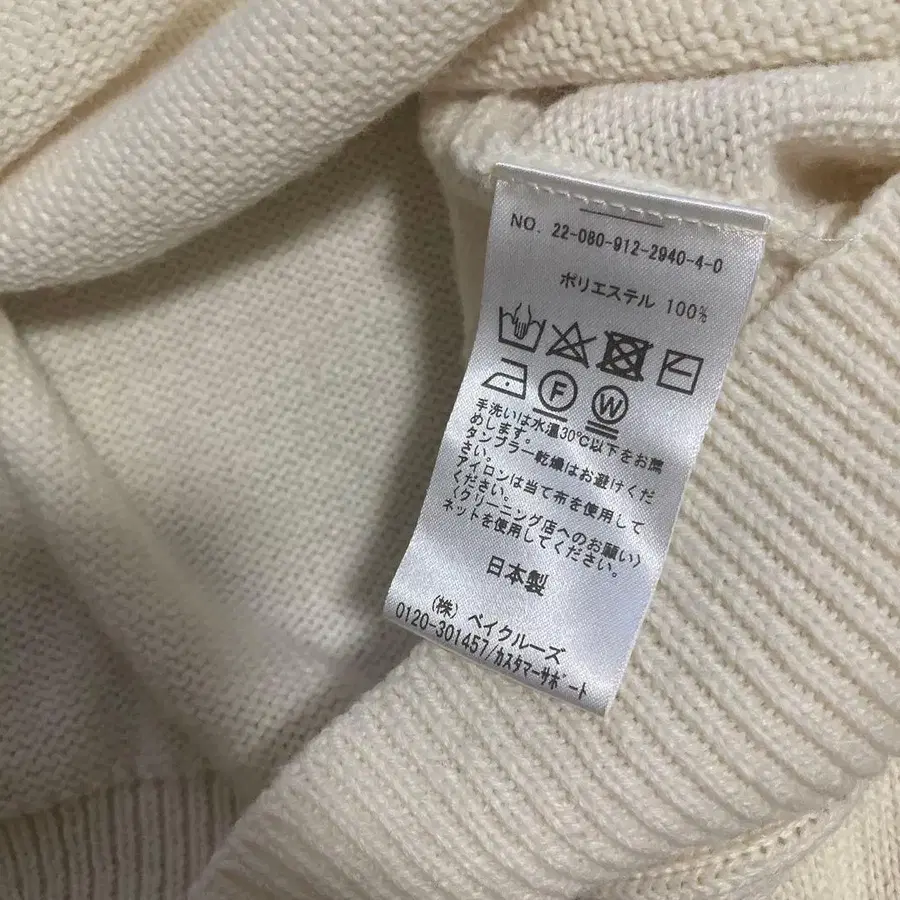 NO. 22-080-912-2940-4-0
ポリエステル 100%
F W
手洗いは水温30℃以下をお薦
めします。
タンブラー乾燥はお避けくだ
さい。
アイロンは当て布を使用して
ください。
〈クリーニング店へのお願い〉
ネットを使用してください。
日本製
(株) ベイクルーズ
0120-301457/カスタマーサポート